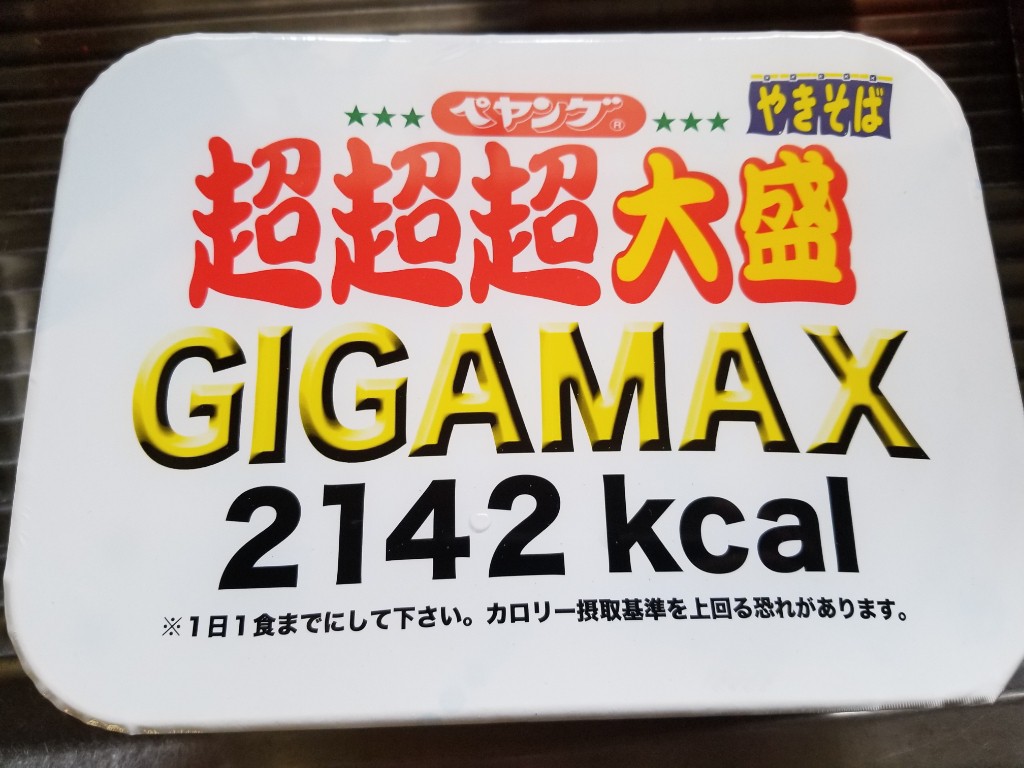 ★★★ ペヤング® ★★★
やきそば
超超超大盛
GIGAMAX
2142 kcal
※1日1食までにして下さい。カロリー摂取基準を上回る恐れがあります。